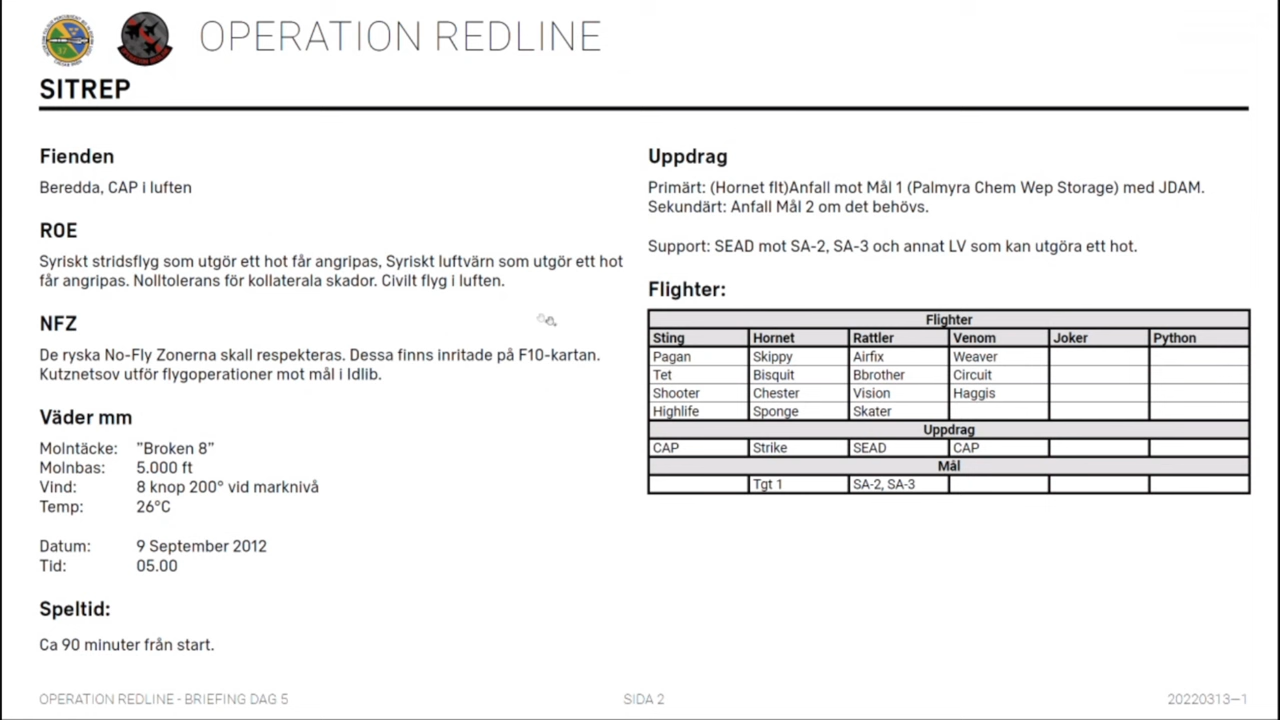 OPERATION REDLINE
SITREP
Fienden
Beredda, CAP i luften
ROE
Syriskt stridsflyg som utgör ett hot får angripas, Syriskt luftvärn som utgör ett hot
får angripas. Nolltolerans för kollaterala skador. Civilt flyg i luften.
NFZ
De ryska No-Fly Zonerna skall respekteras. Dessa finns inritade på F10-kartan.
Kutznetsov utför flygoperationer mot mål i Idlib.
Väder mm
Molntäcke: "Broken 8"
Molnbas: 5.000 ft
Vind: 8 knop 200° vid marknivå
Temp: 26°C
Datum: 9 September 2012
Tid: 05.00
Speltid:
Ca 90 minuter från start.
Uppdrag
Primärt: (Hornet flt)Anfall mot Mål 1 (Palmyra Chem Wep Storage) med JDAM.
Sekundärt: Anfall Mål 2 om det behövs.
Support: SEAD mot SA-2, SA-3 och annat LV som kan utgöra ett hot.
Flighter:
Flighter
Sting Hornet Rattler Venom Joker Python
Pagan Skippy Airfix Weaver
Tet Bisquit Bbrother Circuit
Shooter Chester Vision Haggis
Highlife Sponge Skater
Uppdrag
CAP Strike SEAD CAP
Mål
Tgt 1 SA-2, SA-3
OPERATION REDLINE - BRIEFING DAG 5 SIDA 2 20220313–1